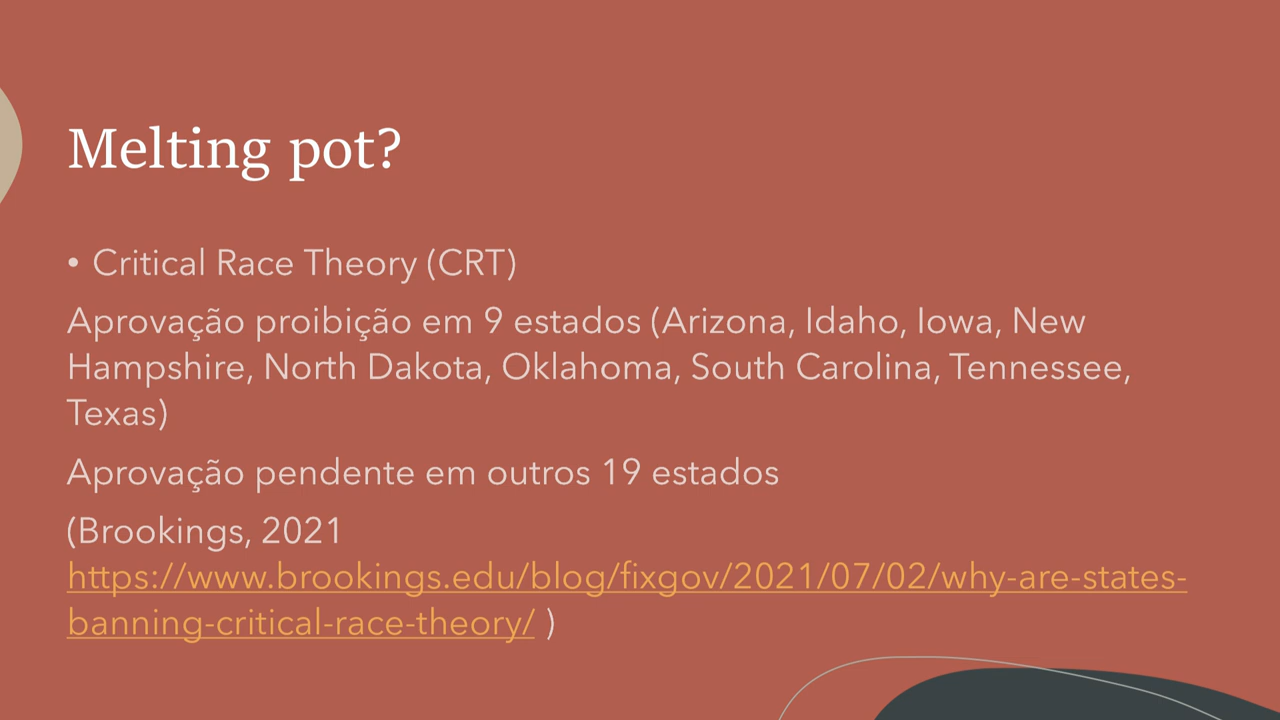 Melting pot?
• Critical Race Theory (CRT)
Aprovação proibição em 9 estados (Arizona, Idaho, Iowa, New
Hampshire, North Dakota, Oklahoma, South Carolina, Tennessee,
Texas)
Aprovação pendente em outros 19 estados
(Brookings, 2021
https://www.brookings.edu/blog/fixgov/2021/07/02/why-are-states-
banning-critical-race-theory/ )